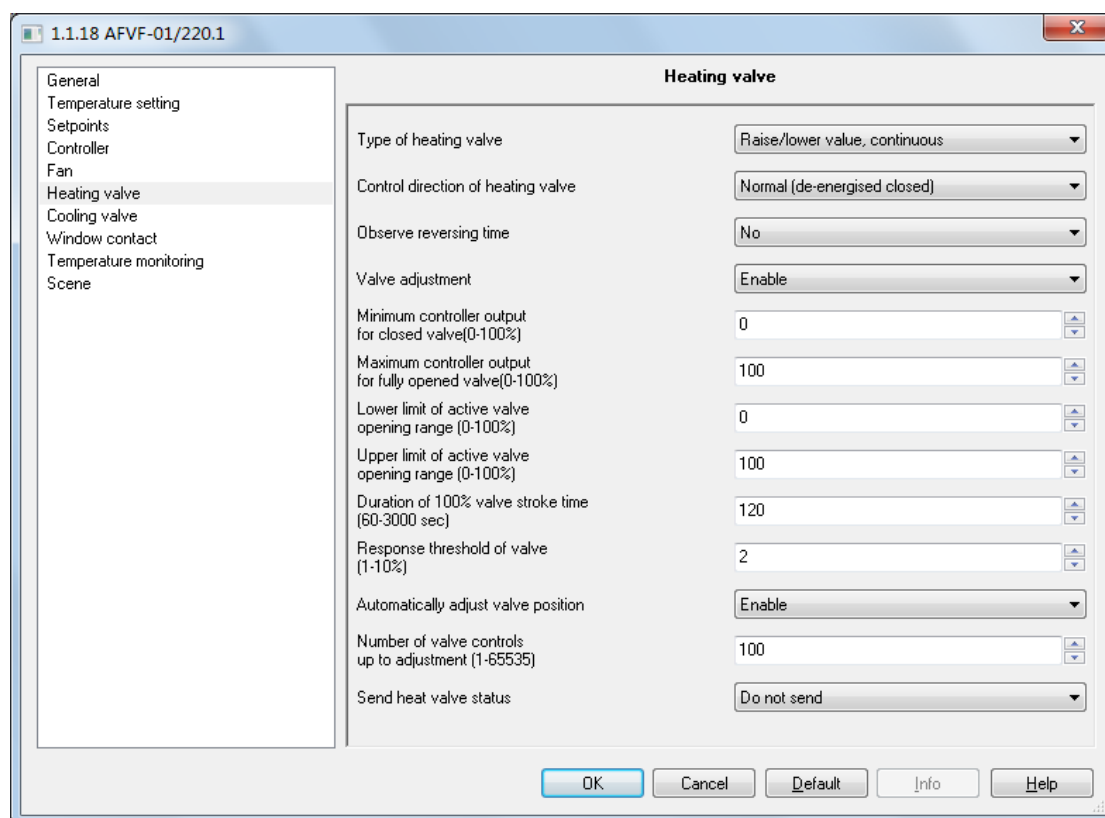 1.1.18 AFVF-01/220.1
General
Temperature setting
Setpoints
Controller
Fan
Heating valve
Cooling valve
Window contact
Temperature monitoring
Scene
Heating valve
Type of heating valve
Raise/lower value, continuous
Control direction of heating valve
Normal (de-energised closed)
Observe reversing time
No
Valve adjustment
Enable
Minimum controller output
for closed valve(0-100%)
0
Maximum controller output
for fully opened valve(0-100%)
100
Lower limit of active valve
opening range (0-100%)
0
Upper limit of active valve
opening range (0-100%)
100
Duration of 100% valve stroke time
(60-3000 sec)
120
Response threshold of valve
(1-10%)
2
Automatically adjust valve position
Enable
Number of valve controls
up to adjustment (1-65535)
100
Send heat valve status
Do not send
OK
Cancel
Default
Info
Help